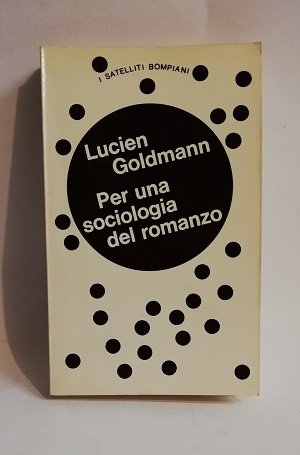 I SATELLITI BOMPIANI
Lucien
Goldmann
Per una
sociologia
del romanzo